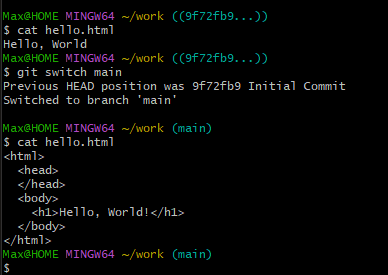 Max@HOME MINGW64 ~/work ((9f72fb9...))
$ cat hello.html
Hello, World
Max@HOME MINGW64 ~/work ((9f72fb9...))
$ git switch main
Previous HEAD position was 9f72fb9 Initial Commit
Switched to branch 'main'
Max@HOME MINGW64 ~/work (main)
$ cat hello.html
<html>
  <head>
  </head>
  <body>
    <h1>Hello, World!</h1>
  </body>
</html>
Max@HOME MINGW64 ~/work (main)
$